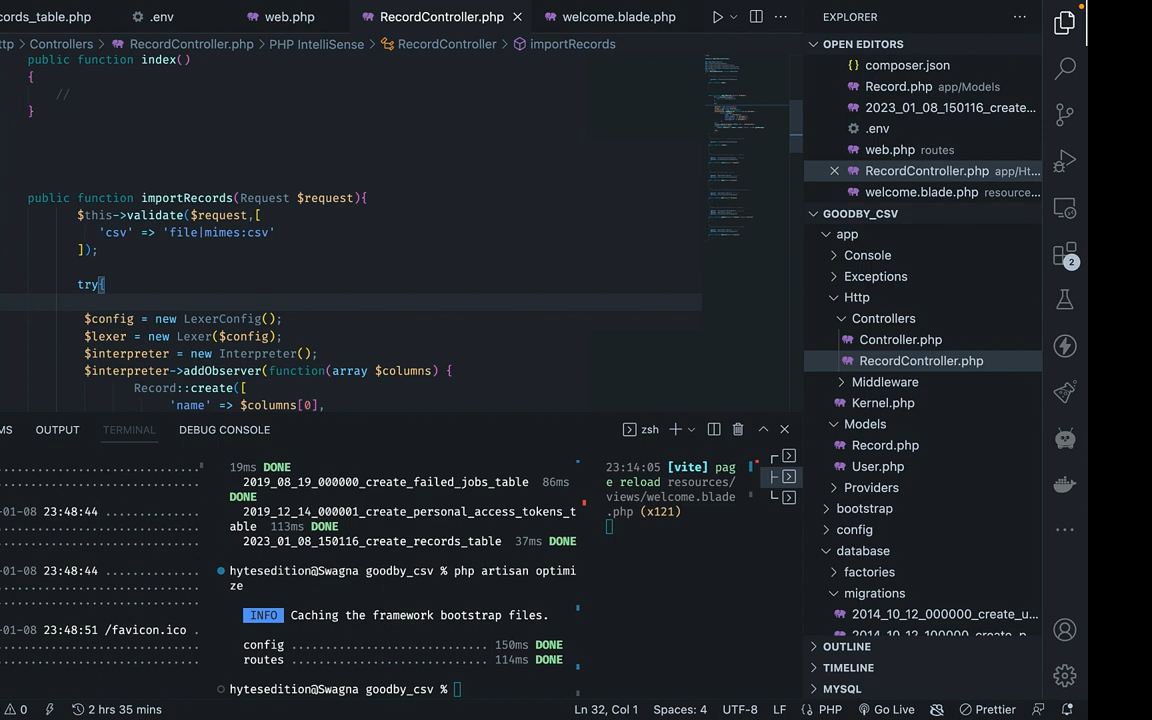 ords_table.php .env web.php RecordController.php welcome.blade.php
ttp > Controllers > RecordController.php > PHP IntelliSense > RecordController > importRecords
public function index()
{
//
}
public function importRecords(Request $request){
$this->validate($request,[
'csv' => 'file|mimes:csv'
]);
try{
$config = new LexerConfig();
$lexer = new Lexer($config);
$interpreter = new Interpreter();
$interpreter->addObserver(function(array $columns) {
Record::create([
'name' => $columns[0],
MS OUTPUT TERMINAL DEBUG CONSOLE
zsh
01-08 23:48:44
01-08 23:48:44
01-08 23:48:51 /favicon.ico .
19ms DONE
2019_08_19_000000_create_failed_jobs_table 86ms
DONE
2019_12_14_000001_create_personal_access_tokens_t
able 113ms DONE
2023_01_08_150116_create_records_table 37ms DONE
hytesedition@Swagna goodby_csv % php artisan optimi
ze
INFO Caching the framework bootstrap files.
config .................................. 150ms DONE
routes .................................. 114ms DONE
hytesedition@Swagna goodby_csv %
23:14:05 [vite] pag
e reload resources/
views/welcome.blade
.php (x121)
EXPLORER
OPEN EDITORS
{} composer.json
Record.php app/Models
2023_01_08_150116_create...
.env
web.php routes
RecordController.php app/Ht...
welcome.blade.php resource...
GOODBY_CSV
app
Console
Exceptions
Http
Controllers
Controller.php
RecordController.php
Middleware
Kernel.php
Models
Record.php
User.php
Providers
bootstrap
config
database
factories
migrations
2014_10_12_000000_create_u...
2014_10_12_100000_create_p...
OUTLINE
TIMELINE
MYSQL
2
0 2 hrs 35 mins Ln 32, Col 1 Spaces: 4 UTF-8 LF {} PHP Go Live Prettier